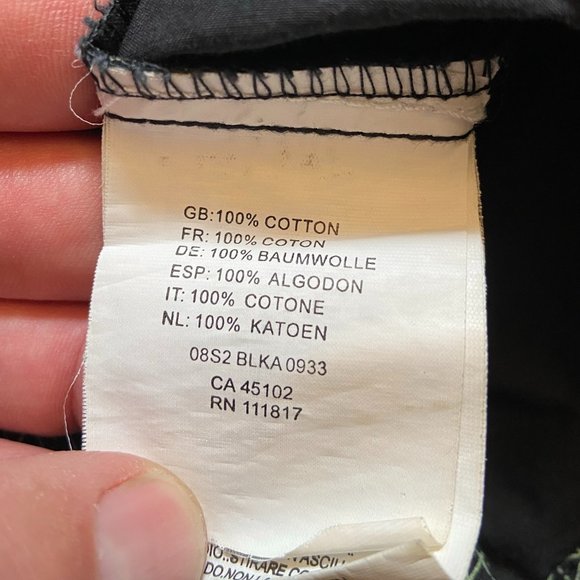 GB:100% COTTON
FR: 100% COTON
DE: 100% BAUMWOLLE
ESP: 100% ALGODON
IT: 100% COTONE
NL: 100% KATOEN
08S2 BLKA 0933
CA 45102
RN 111817
STIRARE